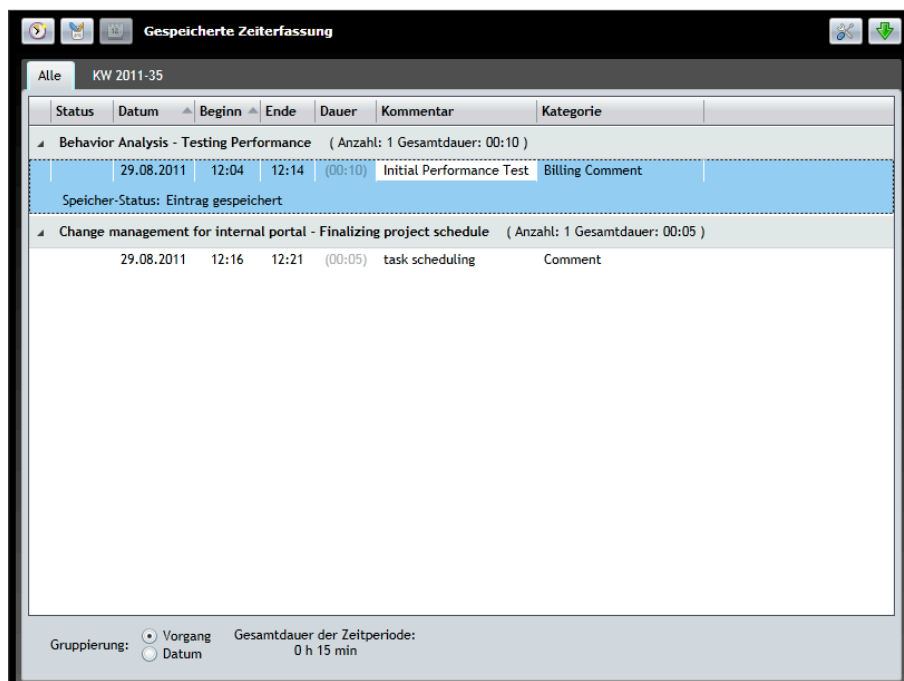 Gespeicherte Zeiterfassung
Alle KW 2011-35
Status Datum Beginn Ende Dauer Kommentar Kategorie
Behavior Analysis - Testing Performance ( Anzahl: 1 Gesamtdauer: 00:10 )
29.08.2011 12:04 12:14 (00:10) Initial Performance Test Billing Comment
Speicher-Status: Eintrag gespeichert
Change management for internal portal - Finalizing project schedule ( Anzahl: 1 Gesamtdauer: 00:05 )
29.08.2011 12:16 12:21 (00:05) task scheduling Comment
Gruppierung: Vorgang Gesamtdauer der Zeitperiode:
Datum 0 h 15 min